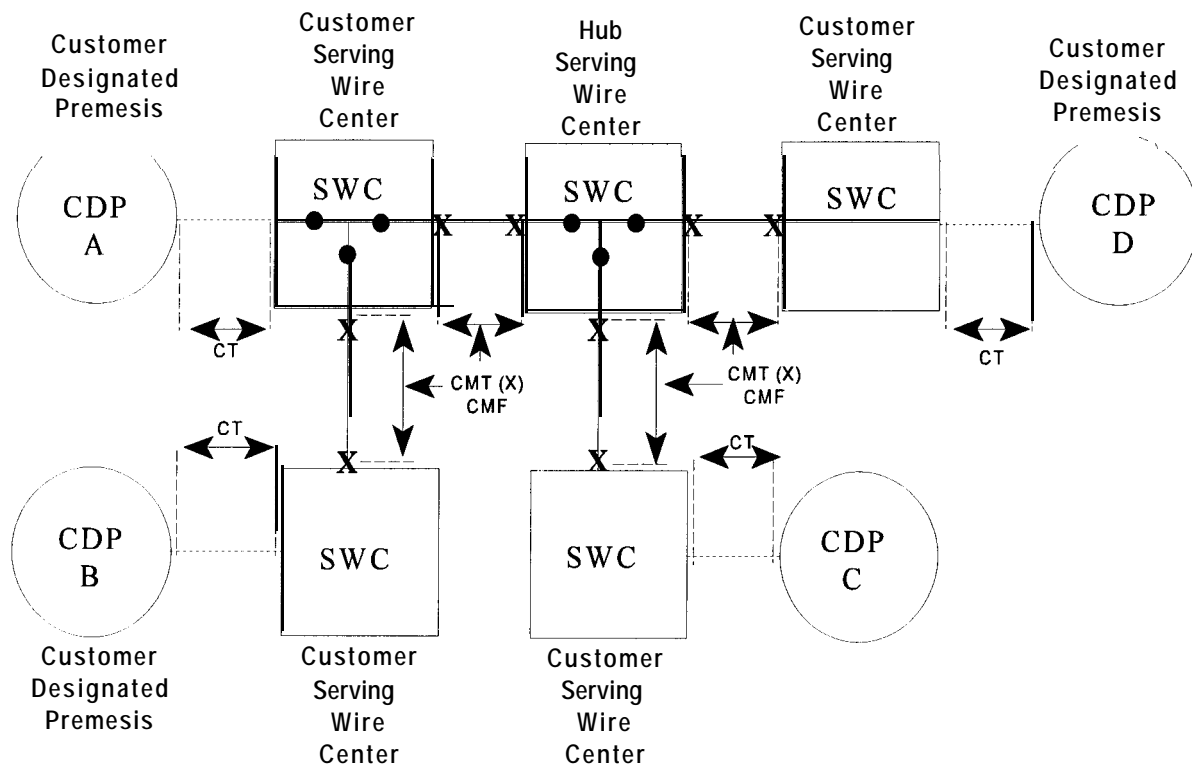 Customer
Designated
Premesis
Customer
Serving
Wire
Center
Hub
Serving
Wire
Center
Customer
Serving
Wire
Center
Customer
Designated
Premesis
CDP
A
SWC
X
X
SWC
X
X
SWC
CDP
D
CT
X
X
CT
CMT (X)
CMF
CMT (X)
CMF
CT
CT
X
X
CDP
B
SWC
SWC
CDP
C
Customer
Designated
Premesis
Customer
Serving
Wire
Center
Customer
Serving
Wire
Center